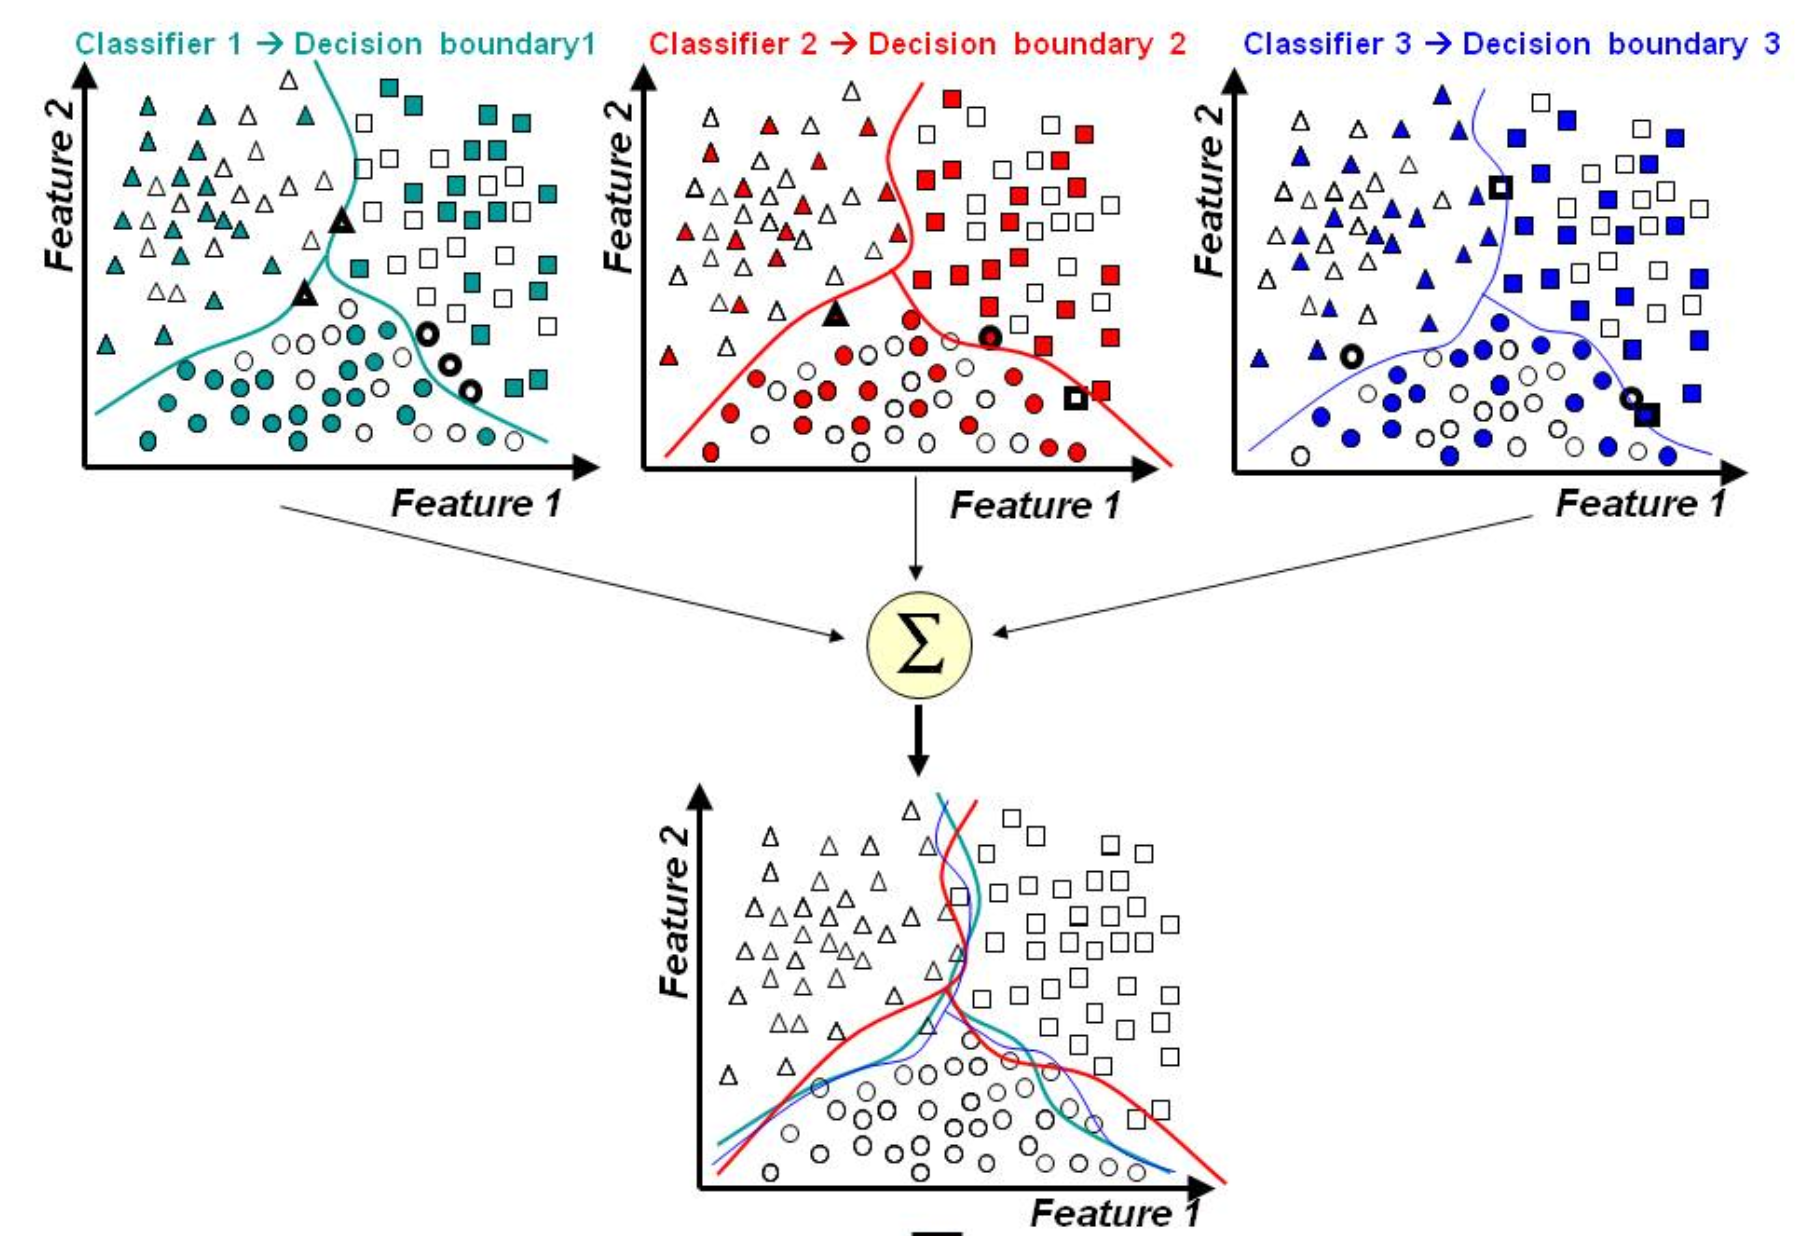 Classifier 1 → Decision boundary1
Classifier 2 → Decision boundary 2
Classifier 3 → Decision boundary 3
Feature 2
Feature 2
Feature 2
Feature 1
Feature 1
Feature 1
Σ
Feature 2
Feature 1